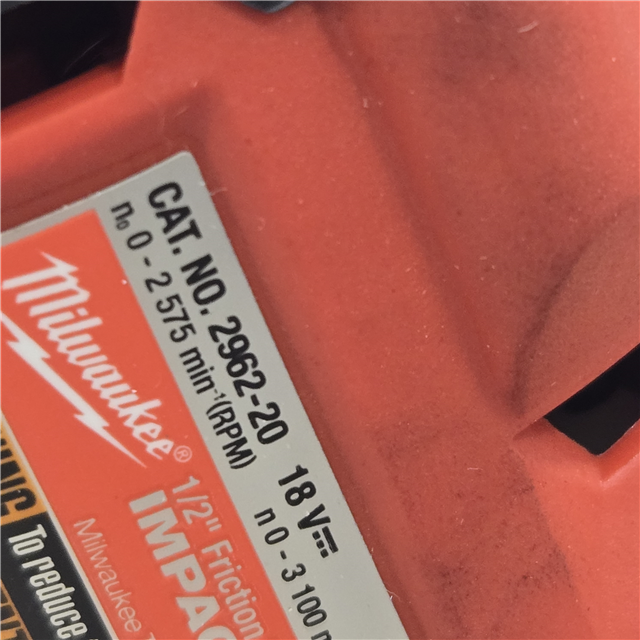 CAT. NO. 2962-20 18 V⎓
n₀ 0 - 2 575 min⁻¹(RPM) n 0 - 3 100
Milwaukee®
1/2" Friction
IMPAC
Milwaukee
To reduce